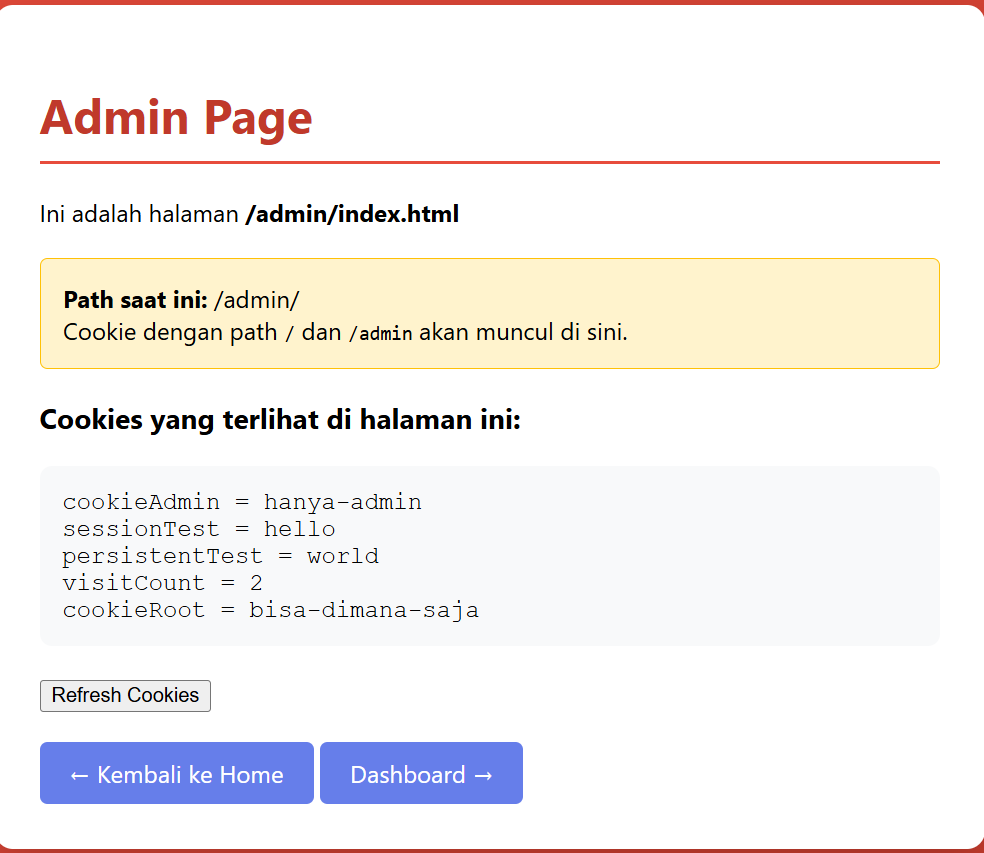 Admin Page
Ini adalah halaman /admin/index.html
Path saat ini: /admin/
Cookie dengan path / dan /admin akan muncul di sini.
Cookies yang terlihat di halaman ini:
cookieAdmin = hanya-admin
sessionTest = hello
persistentTest = world
visitCount = 2
cookieRoot = bisa-dimana-saja
Refresh Cookies
← Kembali ke Home
Dashboard →